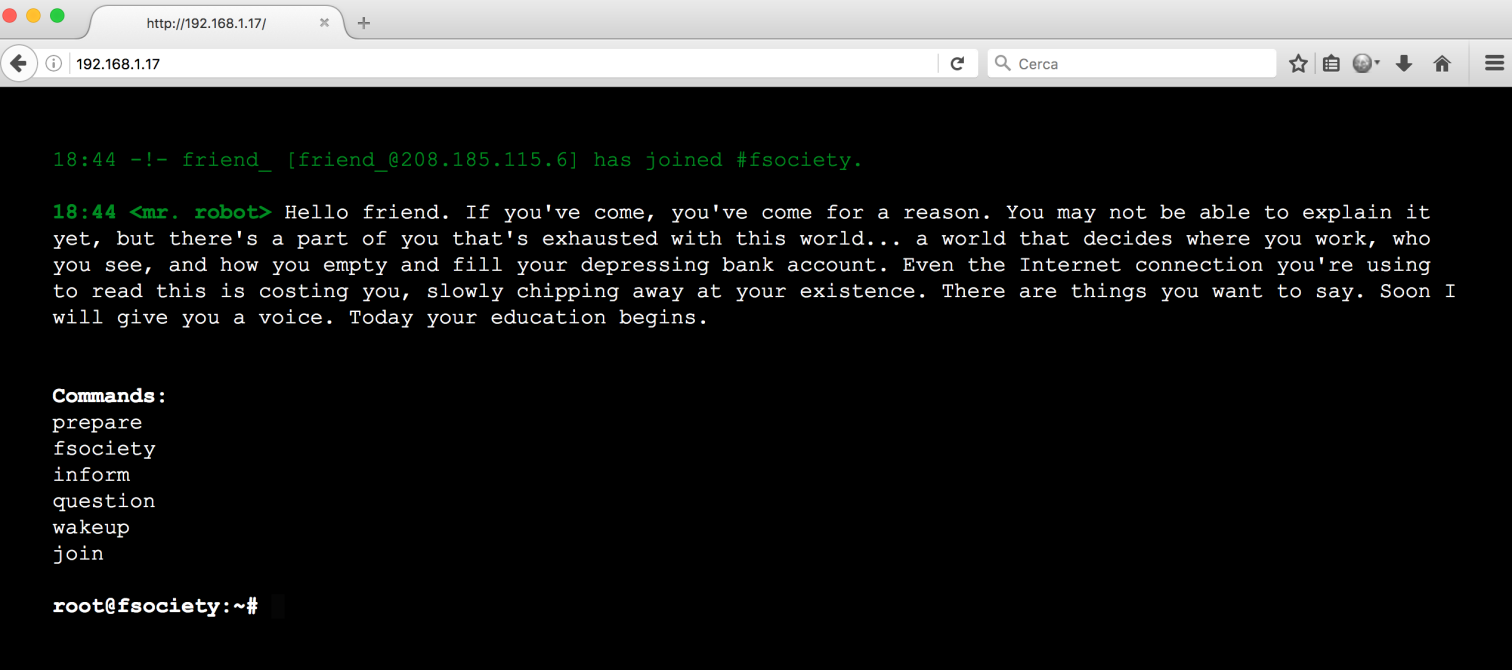 http://192.168.1.17/
192.168.1.17
Cerca
18:44 -!- friend_ [friend_@208.185.115.6] has joined #fsociety.
18:44 <mr. robot> Hello friend. If you've come, you've come for a reason. You may not be able to explain it
yet, but there's a part of you that's exhausted with this world... a world that decides where you work, who
you see, and how you empty and fill your depressing bank account. Even the Internet connection you're using
to read this is costing you, slowly chipping away at your existence. There are things you want to say. Soon I
will give you a voice. Today your education begins.
Commands:
prepare
fsociety
inform
question
wakeup
join
root@fsociety:~#